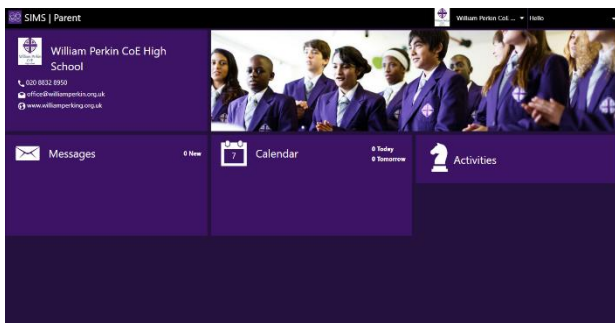 SIMS | Parent
William Perkin CoE ...
Hello
William Perkin CoE High
School
020 8832 8950
office@williamperkin.org.uk
www.williamperking.org.uk
Messages
0 New
7
Calendar
0 Today
0 Tomorrow
Activities